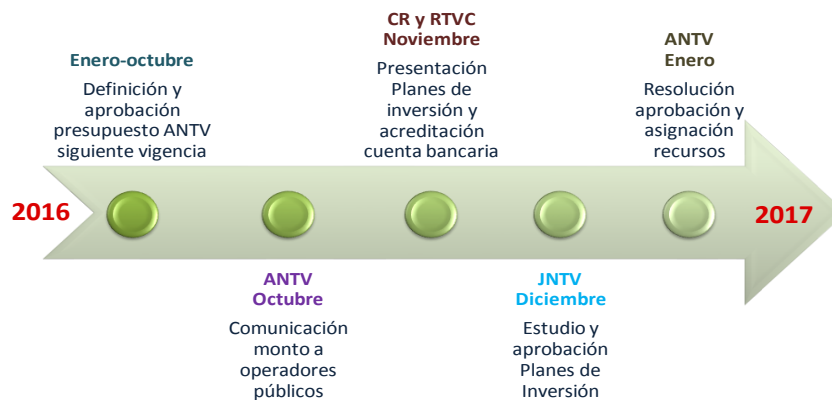 2016
Enero-octubre
Definición y
aprobación
presupuesto ANTV
siguiente vigencia
ANTV
Octubre
Comunicación
monto a
operadores
públicos
CR y RTVC
Noviembre
Presentación
Planes de
inversión y
acreditación
cuenta bancaria
JNTV
Diciembre
Estudio y
aprobación
Planes de
Inversión
ANTV
Enero
Resolución
aprobación y
asignación
recursos
2017